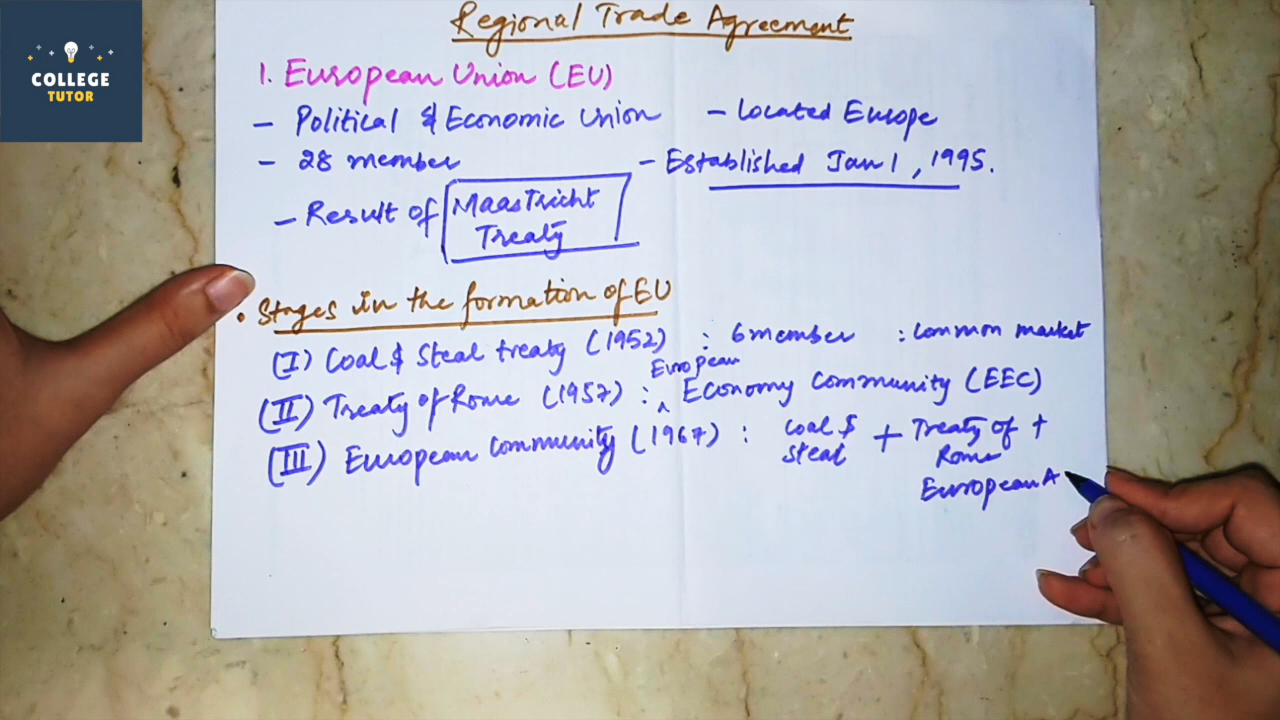 COLLEGE
TUTOR
Regional Trade Agreement
1. European Union (EU)
- Political & Economic Union - Located Europe
- 28 member - Established Jan 1, 1995.
- Result of Maastricht
Treaty
• Stages in the formation of EU
(I) Coal & Steal treaty (1952) : 6 member : Common market
European
(II) Treaty of Rome (1957) : ^ Economy Community (EEC)
(III) European Community (1967) : Coal & + Treaty of +
Steal Rome
European A